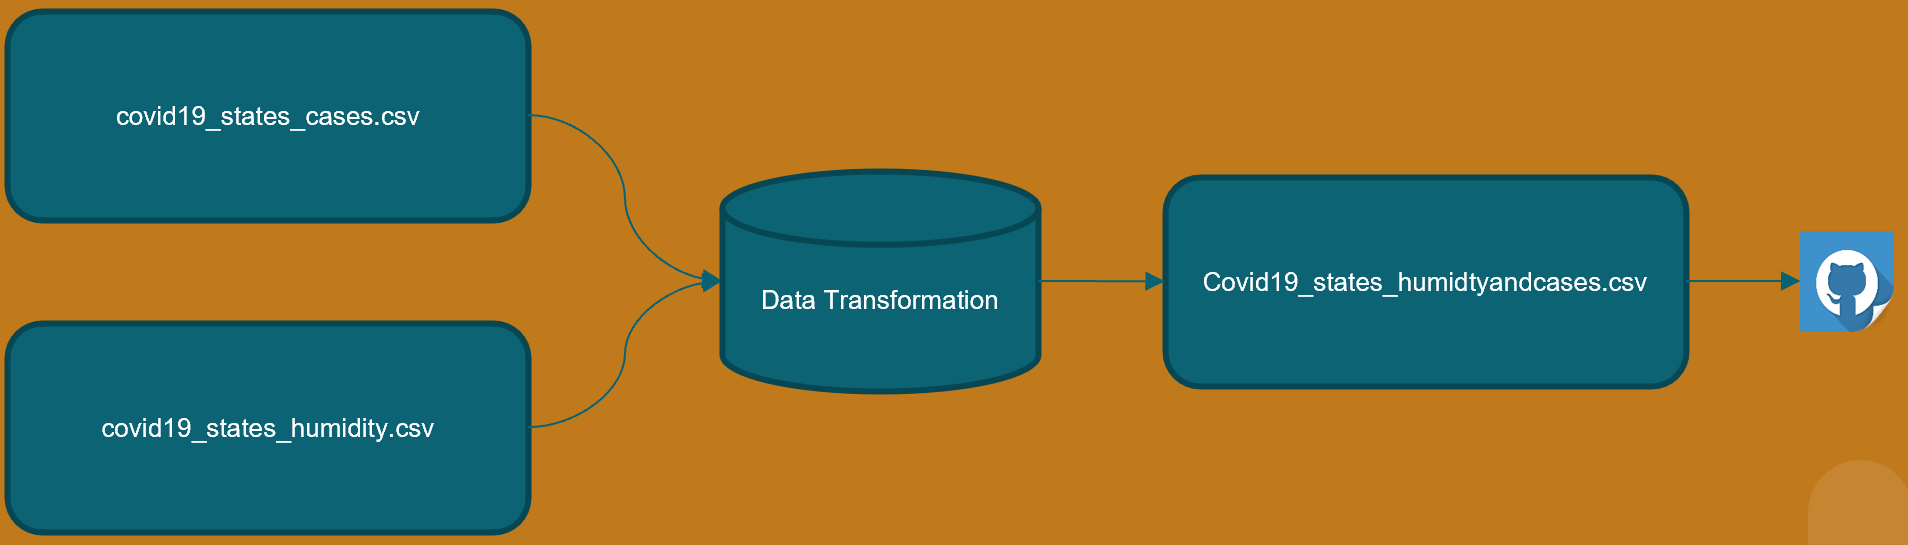 covid19_states_cases.csv
covid19_states_humidity.csv
Data Transformation
Covid19_states_humidtyandcases.csv